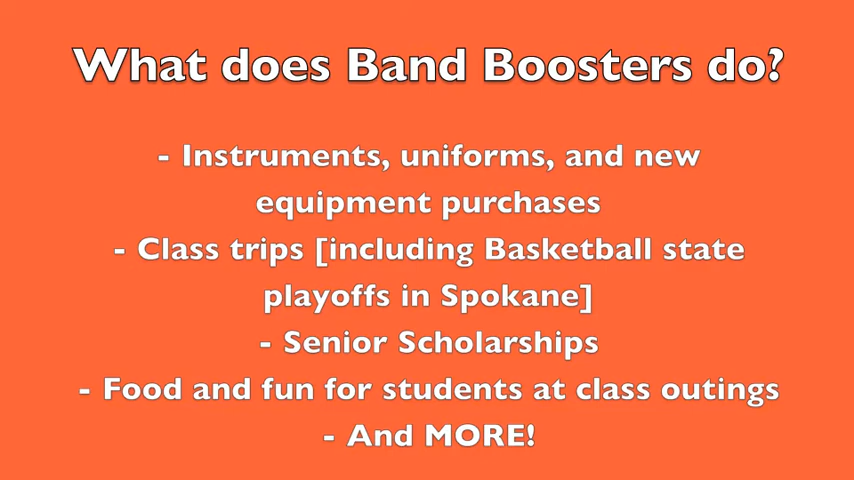 What does Band Boosters do?
- Instruments, uniforms, and new
equipment purchases
- Class trips [including Basketball state
playoffs in Spokane]
- Senior Scholarships
- Food and fun for students at class outings
- And MORE!